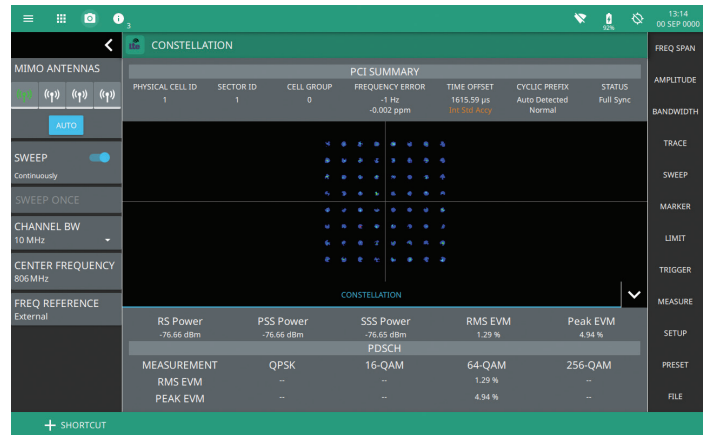 3
92%
13:14
00 SEP 0000
lte CONSTELLATION
MIMO ANTENNAS
AUTO
SWEEP
Continuously
SWEEP ONCE
CHANNEL BW
10 MHz
CENTER FREQUENCY
806 MHz
FREQ REFERENCE
External
PCI SUMMARY
PHYSICAL CELL ID SECTOR ID CELL GROUP FREQUENCY ERROR TIME OFFSET CYCLIC PREFIX STATUS
1 1 0 -1 Hz 1615.59 µs Auto Detected Full Sync
-0.002 ppm Int Std Accy Normal
CONSTELLATION
RS Power PSS Power SSS Power RMS EVM Peak EVM
-76.66 dBm -76.66 dBm -76.65 dBm 1.29 % 4.94 %
PDSCH
MEASUREMENT QPSK 16-QAM 64-QAM 256-QAM
RMS EVM -- -- 1.29 % --
PEAK EVM -- -- 4.94 % --
FREQ SPAN
AMPLITUDE
BANDWIDTH
TRACE
SWEEP
MARKER
LIMIT
TRIGGER
MEASURE
SETUP
PRESET
FILE
+ SHORTCUT